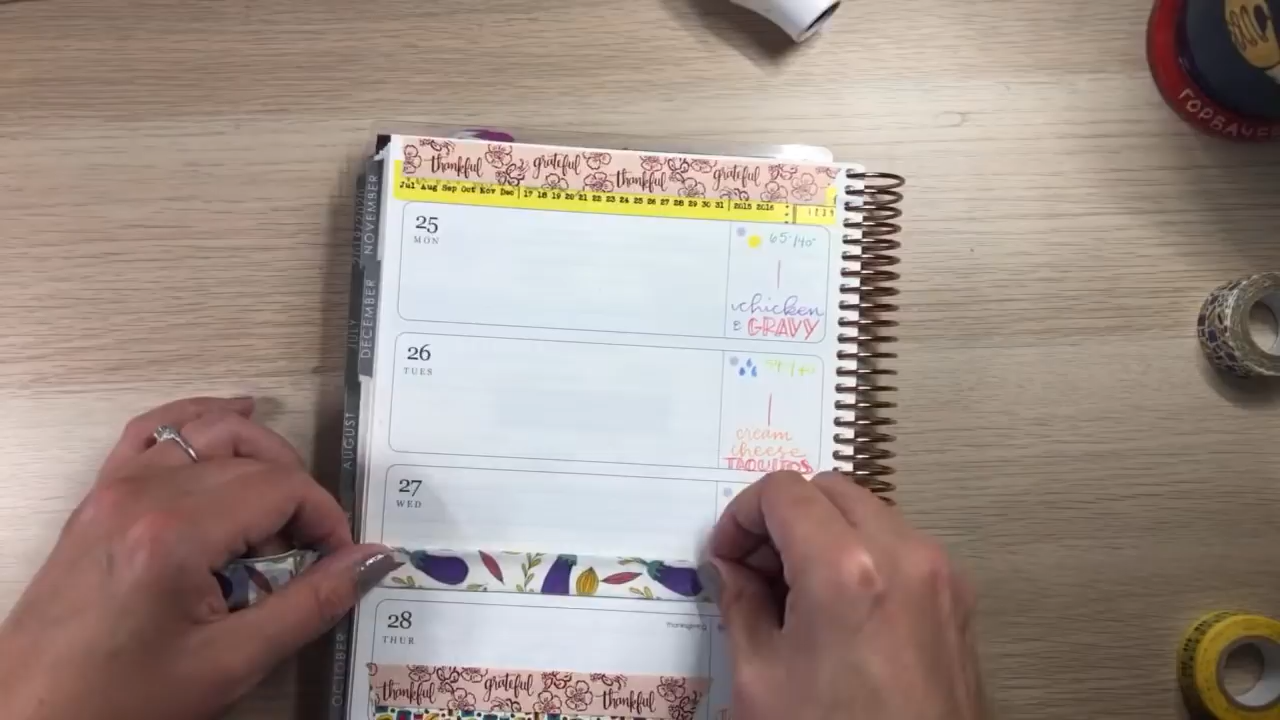 thankful grateful thankful grateful
Jul Aug Sep Oct Nov Dec 17 18 19 20 21 22 23 24 25 26 27 28 29 30 31 2015 2016
25
MON
65°/40°
chicken
& GRAVY
26
TUES
cream
cheese
TAQUITOS
27
WED
28
THUR
Thanksgiving
thankful grateful thankful
NOVEMBER
DECEMBER
JULY
AUGUST
OCTOBER
ГОРБАЧЕ